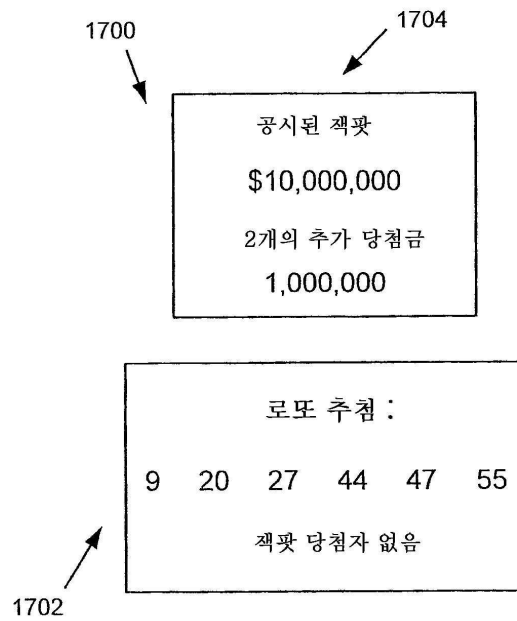 1704
1700
공시된 잭팟
$10,000,000
2개의 추가 당첨금
1,000,000
로또 추첨 :
9 20 27 44 47 55
잭팟 당첨자 없음
1702